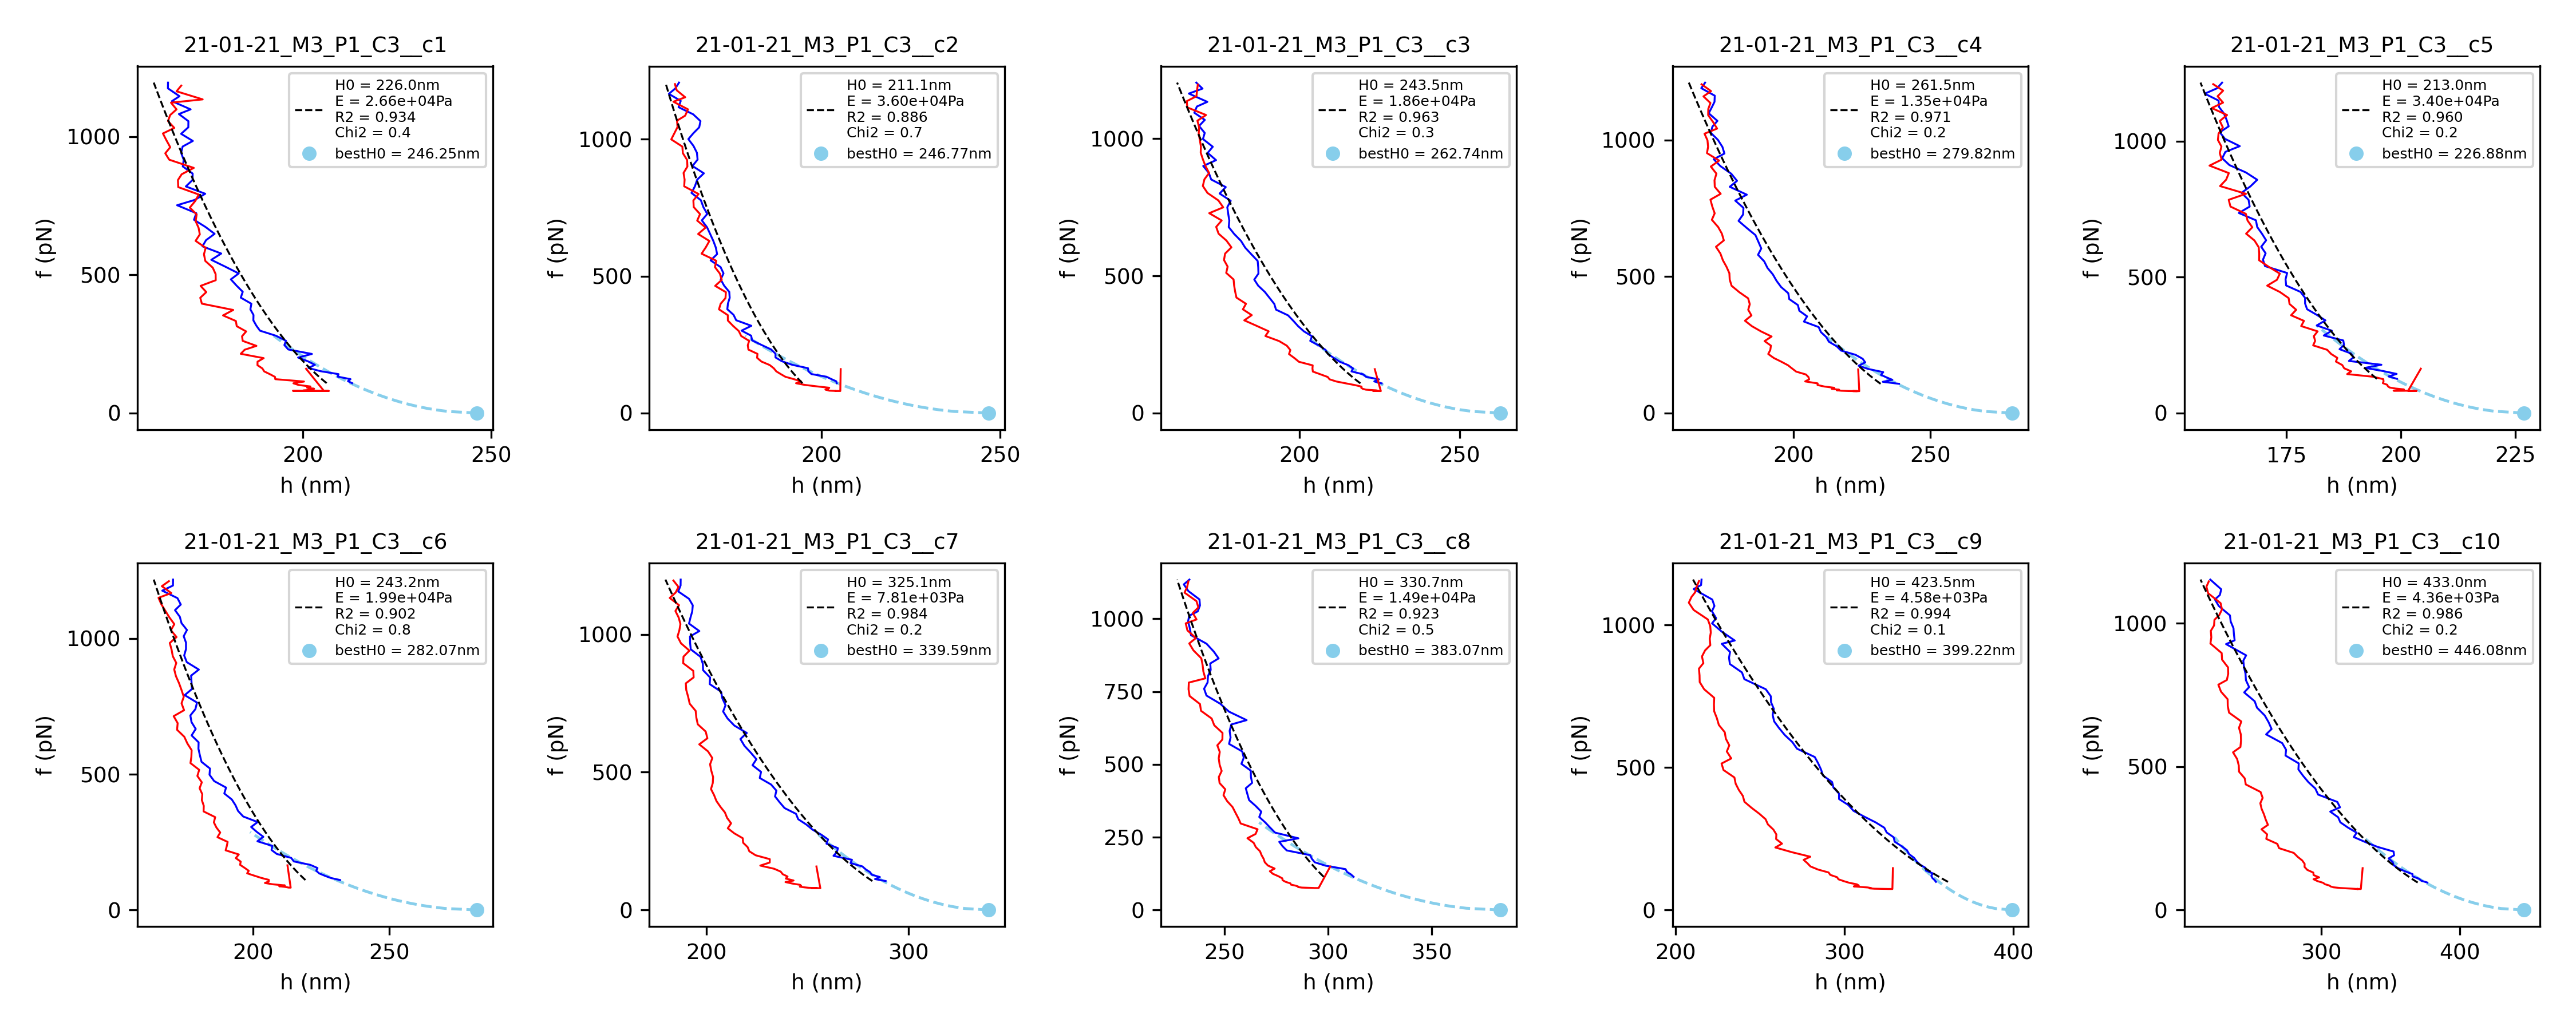 21-01-21_M3_P1_C3__c1
H0 = 226.0nm
E = 2.66e+04Pa
R2 = 0.934
Chi2 = 0.4
bestH0 = 246.25nm
f (pN)
1000
500
0
200 250
h (nm)
21-01-21_M3_P1_C3__c2
H0 = 211.1nm
E = 3.60e+04Pa
R2 = 0.886
Chi2 = 0.7
bestH0 = 246.77nm
f (pN)
1000
500
0
200 250
h (nm)
21-01-21_M3_P1_C3__c3
H0 = 243.5nm
E = 1.86e+04Pa
R2 = 0.963
Chi2 = 0.3
bestH0 = 262.74nm
f (pN)
1000
500
0
200 250
h (nm)
21-01-21_M3_P1_C3__c4
H0 = 261.5nm
E = 1.35e+04Pa
R2 = 0.971
Chi2 = 0.2
bestH0 = 279.82nm
f (pN)
1000
500
0
200 250
h (nm)
21-01-21_M3_P1_C3__c5
H0 = 213.0nm
E = 3.40e+04Pa
R2 = 0.960
Chi2 = 0.2
bestH0 = 226.88nm
f (pN)
1000
500
0
175 200 225
h (nm)
21-01-21_M3_P1_C3__c6
H0 = 243.2nm
E = 1.99e+04Pa
R2 = 0.902
Chi2 = 0.8
bestH0 = 282.07nm
f (pN)
1000
500
0
200 250
h (nm)
21-01-21_M3_P1_C3__c7
H0 = 325.1nm
E = 7.81e+03Pa
R2 = 0.984
Chi2 = 0.2
bestH0 = 339.59nm
f (pN)
1000
500
0
200 300
h (nm)
21-01-21_M3_P1_C3__c8
H0 = 330.7nm
E = 1.49e+04Pa
R2 = 0.923
Chi2 = 0.5
bestH0 = 383.07nm
f (pN)
1000
750
500
250
0
250 300 350
h (nm)
21-01-21_M3_P1_C3__c9
H0 = 423.5nm
E = 4.58e+03Pa
R2 = 0.994
Chi2 = 0.1
bestH0 = 399.22nm
f (pN)
1000
500
0
200 300 400
h (nm)
21-01-21_M3_P1_C3__c10
H0 = 433.0nm
E = 4.36e+03Pa
R2 = 0.986
Chi2 = 0.2
bestH0 = 446.08nm
f (pN)
1000
500
0
300 400
h (nm)